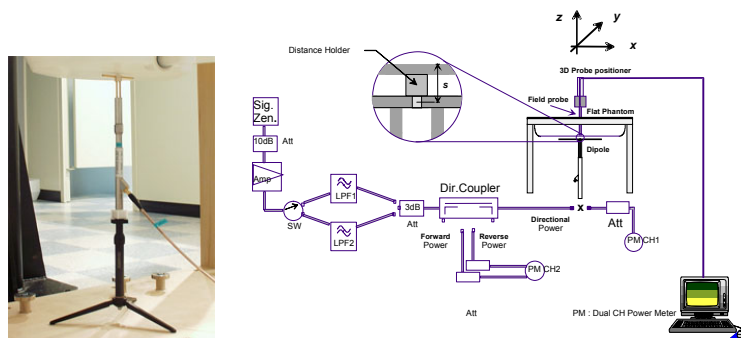 z
y
x
Distance Holder
s
3D Probe positioner
Field probe
Flat Phantom
Sig.
Zen.
10dB
Att
Amp
Dipole
LPF1
Dir.Coupler
3dB
Att
SW
LPF2
Directional
Power
x
Att
Forward
Power
Reverse
Power
PM CH1
PM CH2
Att
PM : Dual CH Power Meter